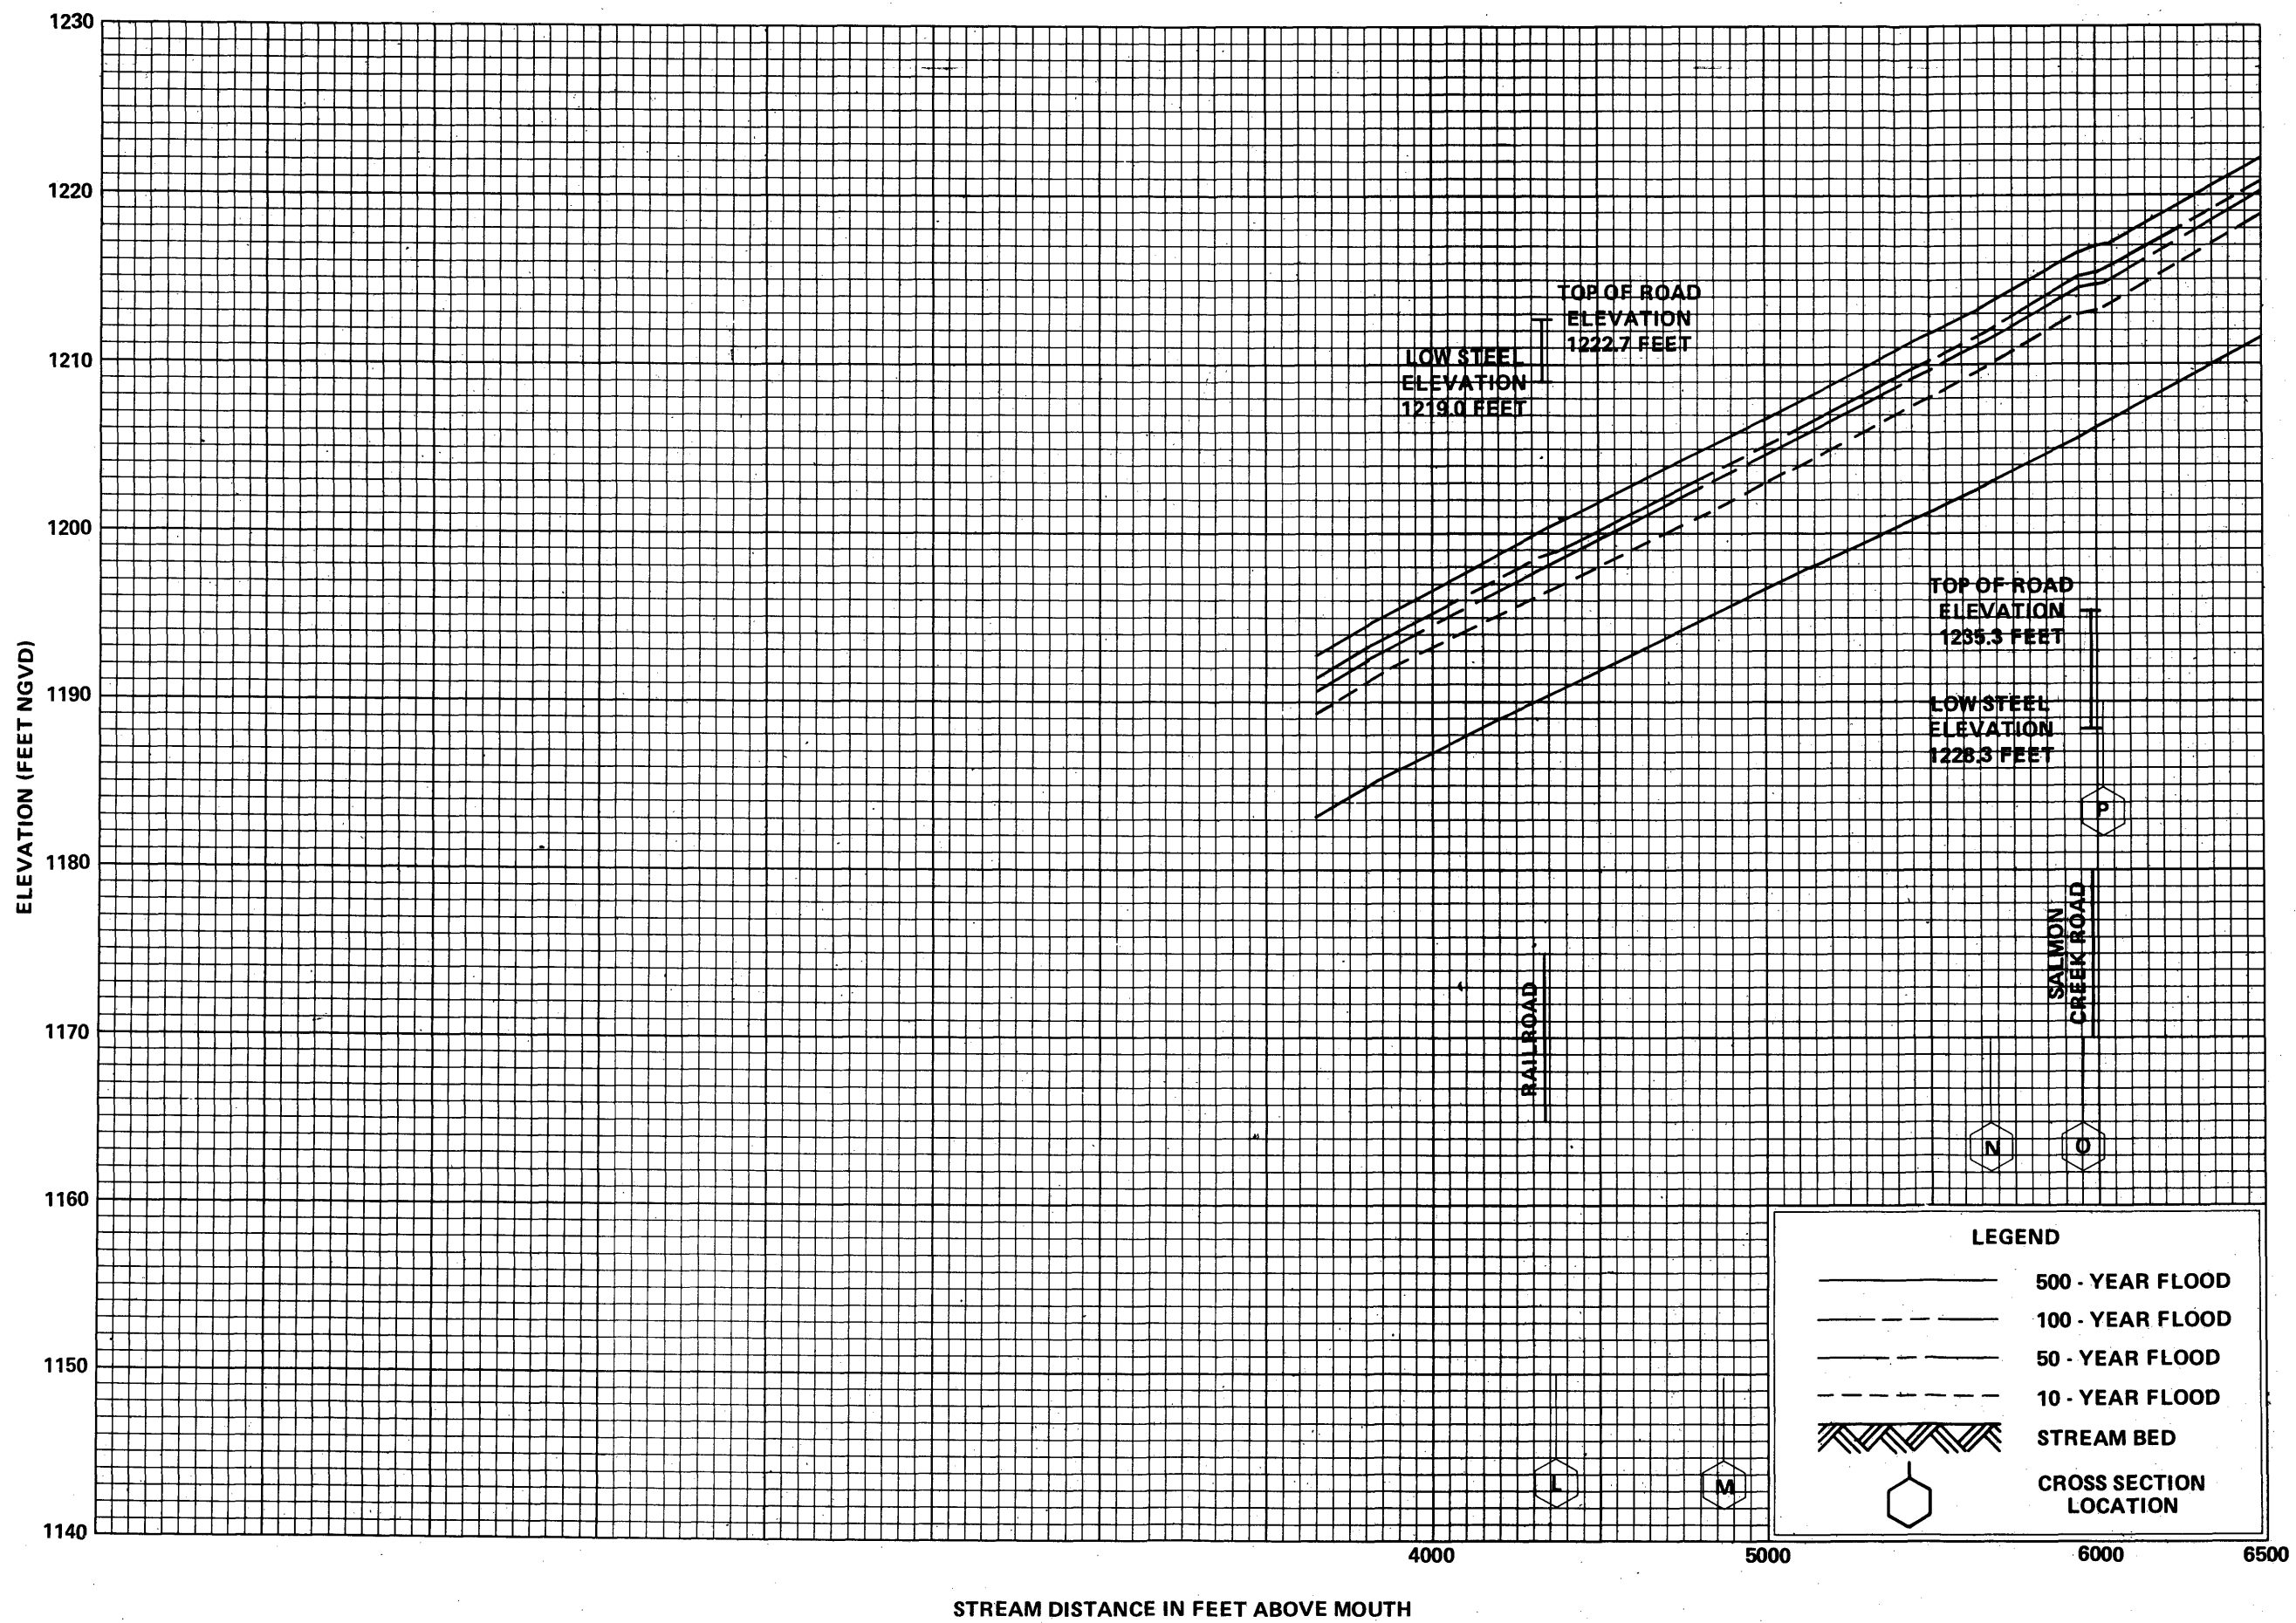 1230
1220
1210
1200
1190
1180
1170
1160
1150
1140
ELEVATION (FEET NGVD)
TOP OF ROAD
ELEVATION
1222.7 FEET
LOW STEEL
ELEVATION
1219.0 FEET
TOP OF ROAD
ELEVATION
1235.3 FEET
LOW STEEL
ELEVATION
1228.3 FEET
P
SALMON
CREEK ROAD
RAILROAD
N
O
L
M
LEGEND
500 - YEAR FLOOD
100 - YEAR FLOOD
50 - YEAR FLOOD
10 - YEAR FLOOD
STREAM BED
CROSS SECTION
LOCATION
4000
5000
6000
6500
STREAM DISTANCE IN FEET ABOVE MOUTH